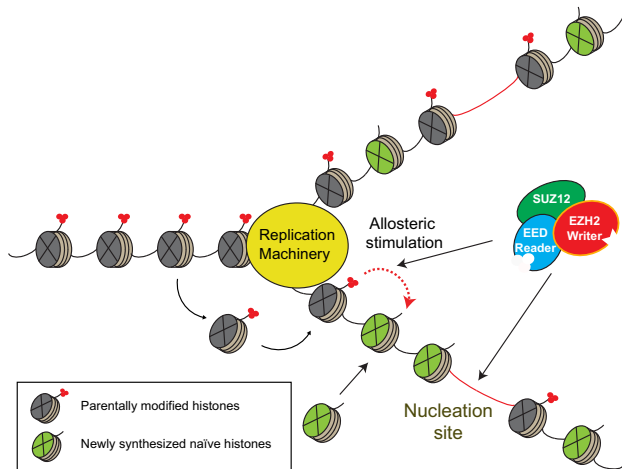 SUZ12
EED
Reader
EZH2
Writer
Allosteric
stimulation
Replication
Machinery
Nucleation
site
Parentally modified histones
Newly synthesized naïve histones